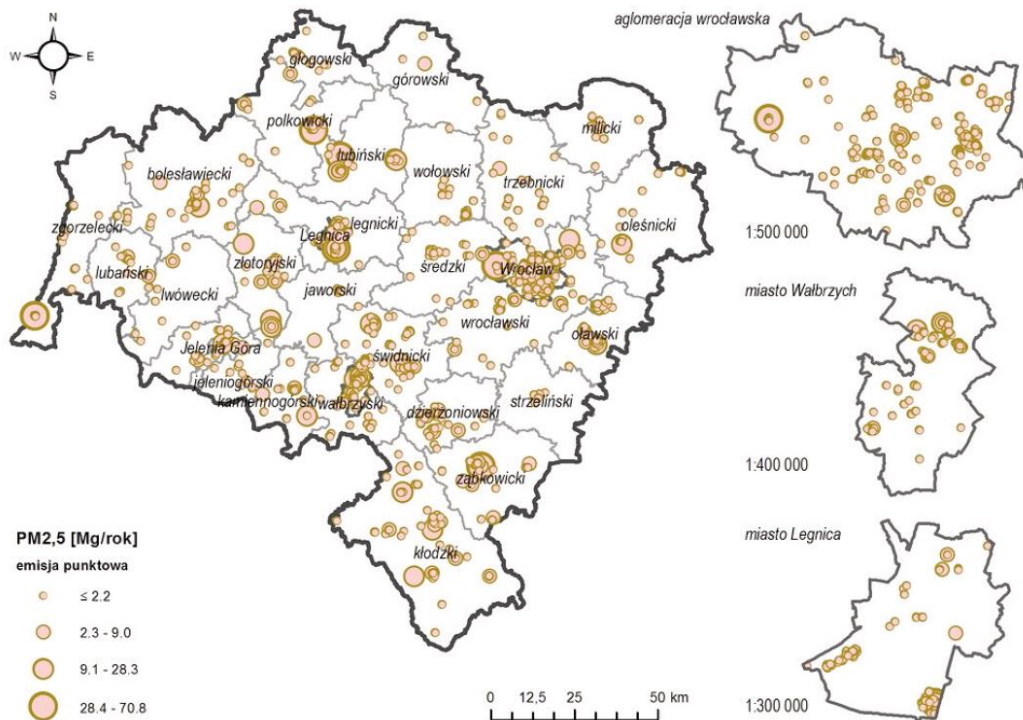 N
W E
S
aglomeracja wrocławska
głogowski
górowski
polkowicki
milicki
lubiński
bolesławiecki
wołowski
trzebnicki
zgorzelecki
legnicki
oleśnicki
Legnica
1:500 000
lubański
złotoryjski
średzki
Wrocław
miasto Wałbrzych
lwówecki
jaworski
wrocławski
oławski
Jelenia Góra
świdnicki
jeleniogórski
kamiennogórski
wałbrzyski
dzierżoniowski
strzeliński
1:400 000
ząbkowicki
miasto Legnica
PM2,5 [Mg/rok]
emisja punktowa
kłodzki
≤ 2.2
2.3 - 9.0
9.1 - 28.3
28.4 - 70.8
0 12,5 25 50 km
1:300 000